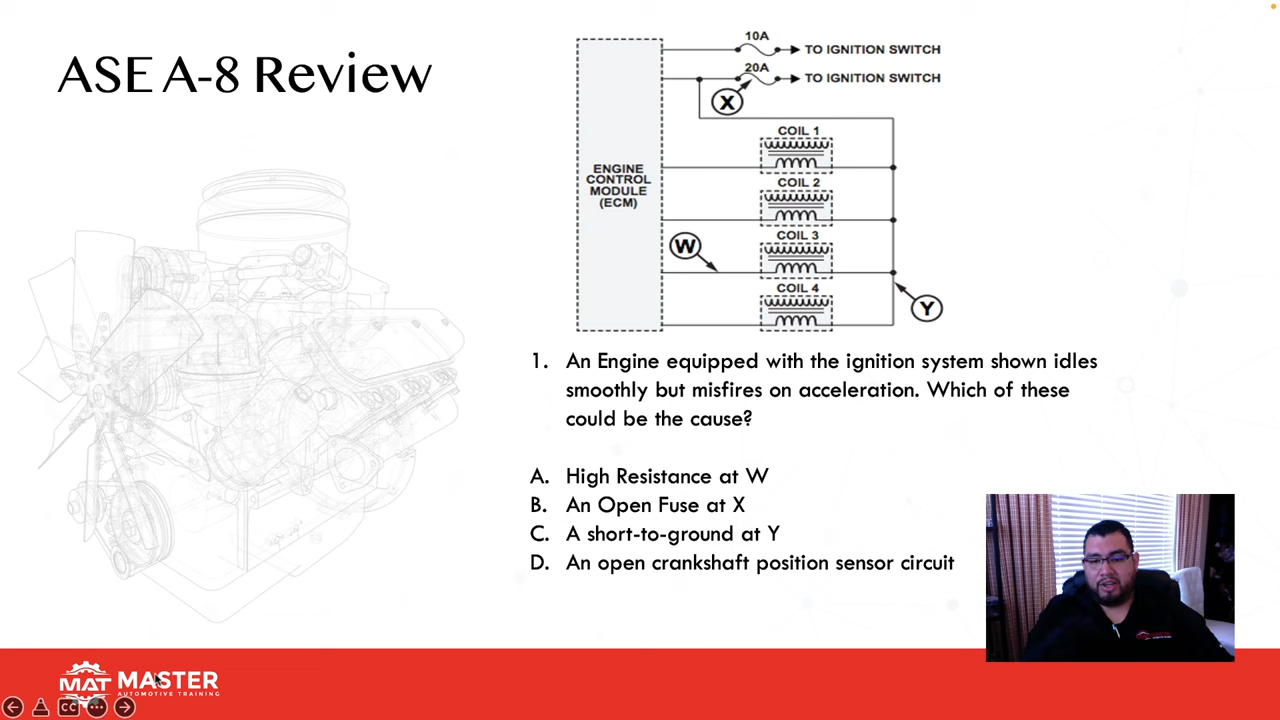 ASE A-8 Review
10A
TO IGNITION SWITCH
20A
TO IGNITION SWITCH
X
COIL 1
ENGINE
CONTROL
MODULE
(ECM)
COIL 2
COIL 3
W
COIL 4
Y
1. An Engine equipped with the ignition system shown idles
smoothly but misfires on acceleration. Which of these
could be the cause?
A. High Resistance at W
B. An Open Fuse at X
C. A short-to-ground at Y
D. An open crankshaft position sensor circuit
MAT MASTER
AUTOMOTIVE TRAINING
CC